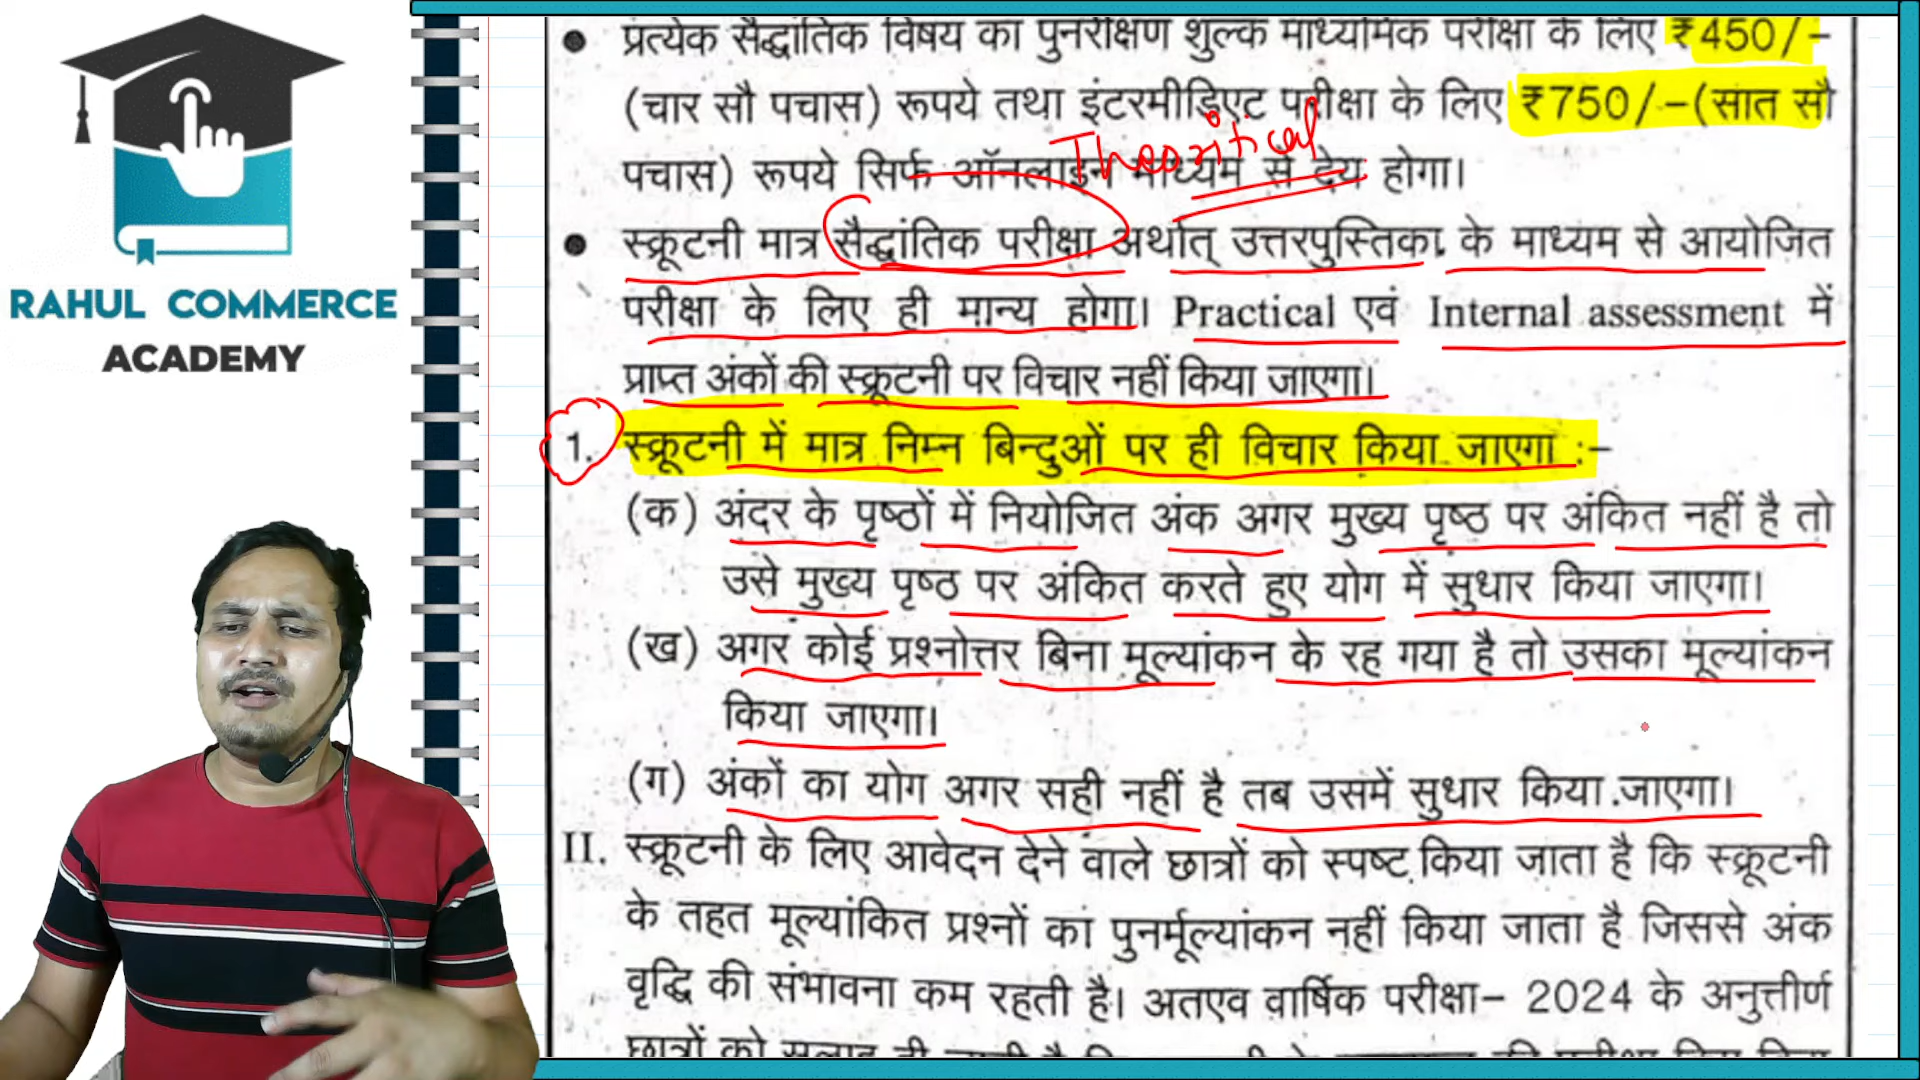 RAHUL COMMERCE
ACADEMY
प्रत्येक सैद्धांतिक विषय का पुनरीक्षण शुल्क माध्यमिक परीक्षा के लिए ₹450/-
(चार सौ पचास) रूपये तथा इंटरमीडिएट परीक्षा के लिए ₹750/-(सात सौ
Theoritical
पचास) रूपये सिर्फ ऑनलाइन माध्यम से देय होगा।
स्क्रूटनी मात्र सैद्धांतिक परीक्षा अर्थात् उत्तरपुस्तिका के माध्यम से आयोजित
परीक्षा के लिए ही मान्य होगा। Practical एवं Internal assessment में
प्राप्त अंकों की स्क्रूटनी पर विचार नहीं किया जाएगा।
1. स्क्रूटनी में मात्र निम्न बिन्दुओं पर ही विचार किया जाएगा :-
(क) अंदर के पृष्ठों में नियोजित अंक अगर मुख्य पृष्ठ पर अंकित नहीं है तो
उसे मुख्य पृष्ठ पर अंकित करते हुए योग में सुधार किया जाएगा।
(ख) अगर कोई प्रश्नोत्तर बिना मूल्यांकन के रह गया है तो उसका मूल्यांकन
किया जाएगा।
(ग) अंकों का योग अगर सही नहीं है तब उसमें सुधार किया जाएगा।
II. स्क्रूटनी के लिए आवेदन देने वाले छात्रों को स्पष्ट किया जाता है कि स्क्रूटनी
के तहत मूल्यांकित प्रश्नों का पुनर्मूल्यांकन नहीं किया जाता है जिससे अंक
वृद्धि की संभावना कम रहती है। अतएव वार्षिक परीक्षा- 2024 के अनुत्तीर्ण
छात्रों को सलाह दी जाती है कि